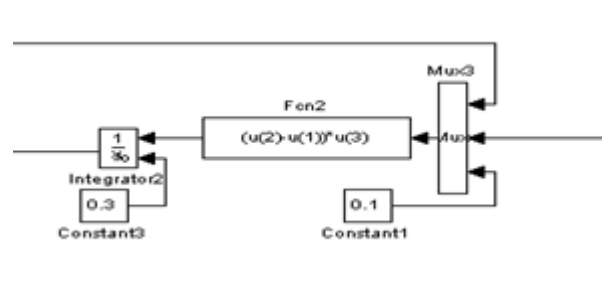 Mux3
Fcn2
(u(2)-u(1))*u(3)
Mux
1
Integrator2
0.3
0.1
Constant3
Constant1